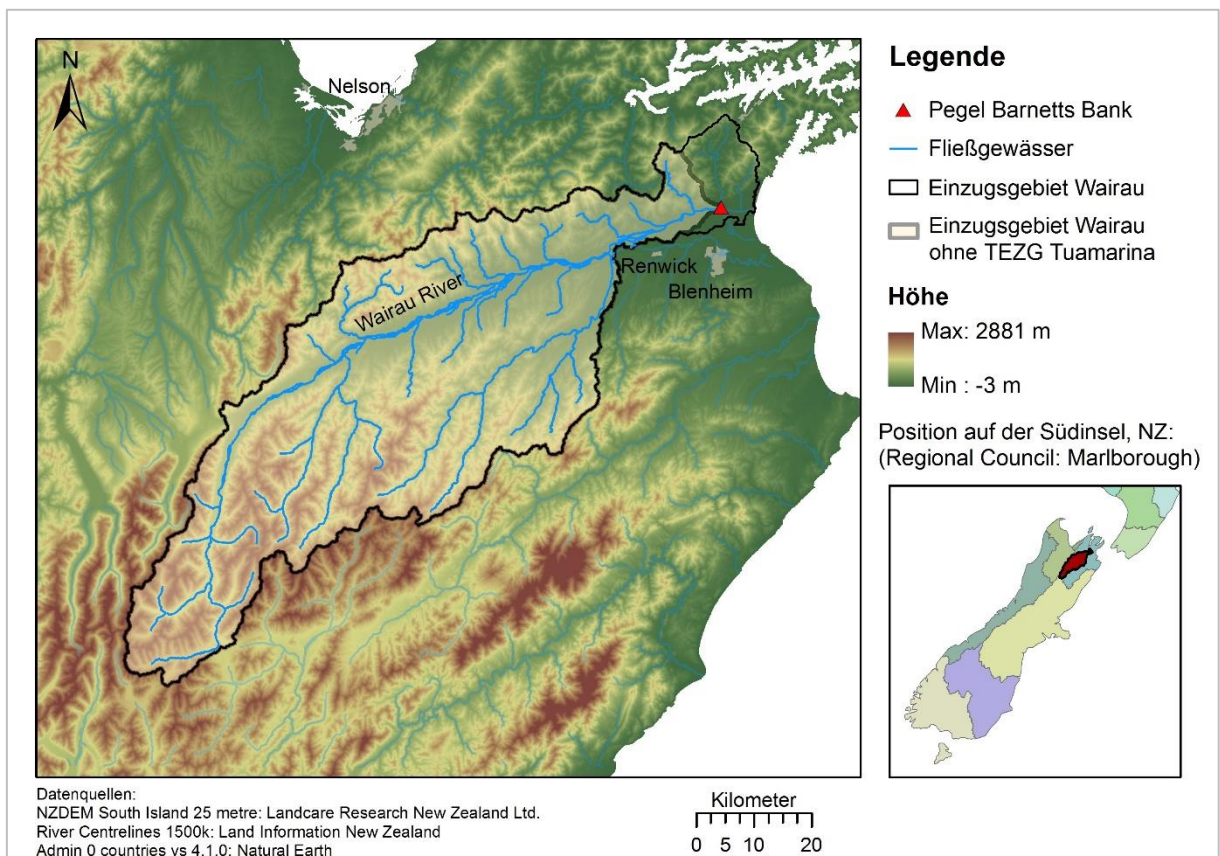 N
Nelson
Wairau River
Renwick
Blenheim
Legende
Pegel Barnetts Bank
Fließgewässer
Einzugsgebiet Wairau
Einzugsgebiet Wairau
ohne TEZG Tuamarina
Höhe
Max: 2881 m
Min : -3 m
Position auf der Südinsel, NZ:
(Regional Council: Marlborough)
Datenquellen:
NZDEM South Island 25 metre: Landcare Research New Zealand Ltd.
River Centrelines 1500k: Land Information New Zealand
Admin 0 countries vs 4.1.0: Natural Earth
Kilometer
0 5 10 20